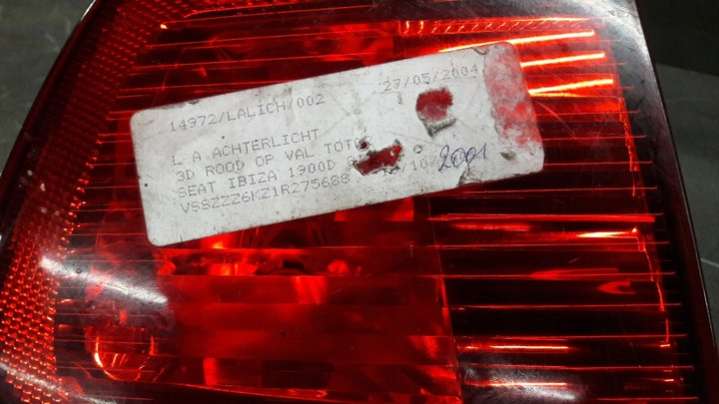 14972/LALICH/002 27/05/2004
L A ACHTERLICHT
3D ROOD OP VAL TOT
SEAT IBIZA 1900D
VSSZZZ6KZ1R275688 2001